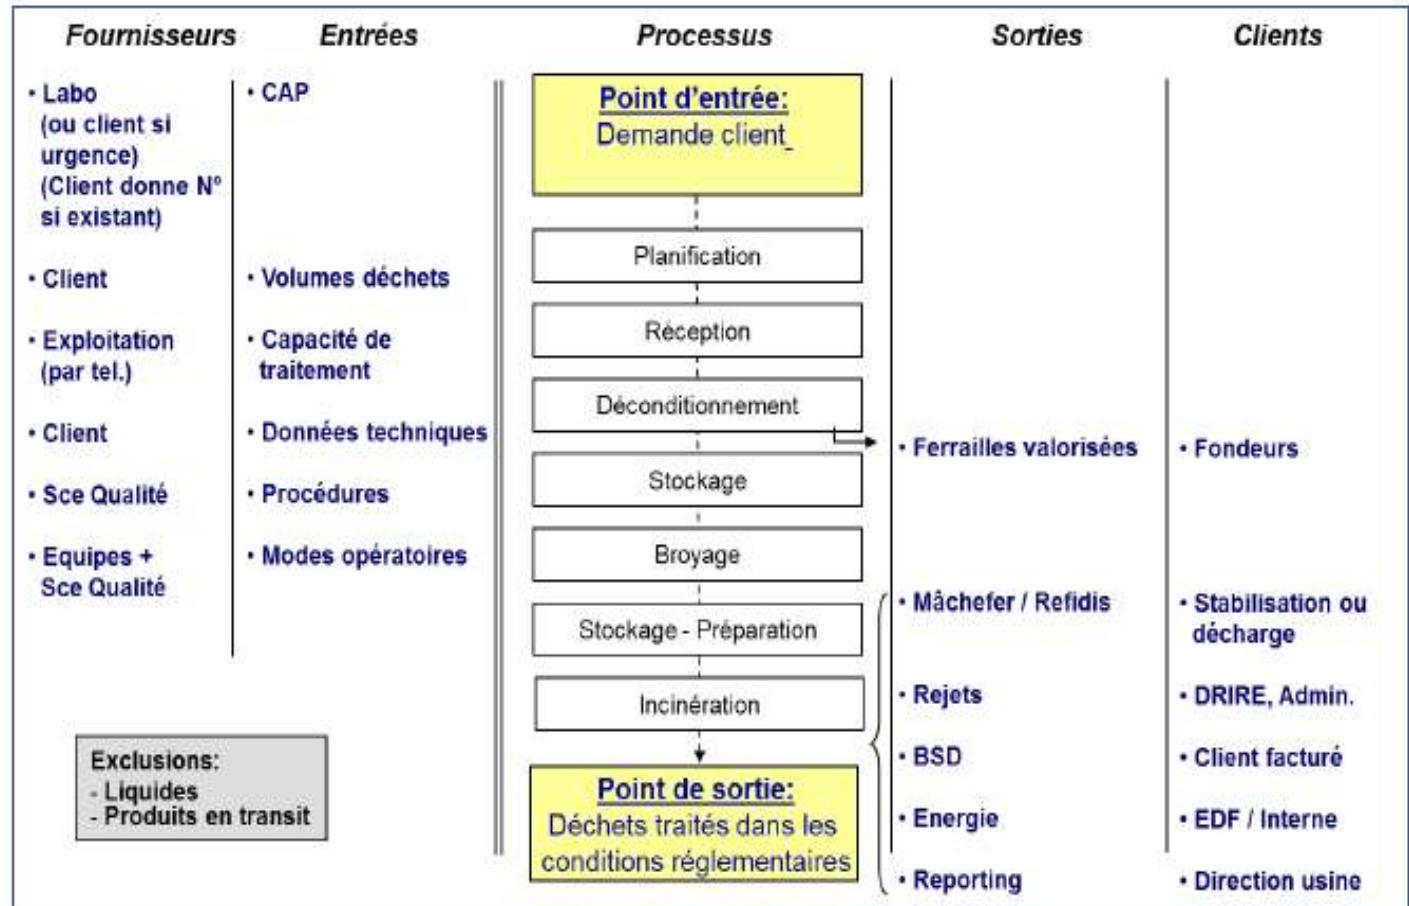 Fournisseurs
Entrées
Processus
Sorties
Clients
• Labo
(ou client si
urgence)
(Client donne N°
si existant)
• Client
• Exploitation
(par tel.)
• Client
• Sce Qualité
• Equipes +
Sce Qualité
• CAP
• Volumes déchets
• Capacité de
traitement
• Données techniques
• Procédures
• Modes opératoires
Exclusions:
- Liquides
- Produits en transit
Point d'entrée:
Demande client_
Planification
Réception
Déconditionnement
Stockage
Broyage
Stockage - Préparation
Incinération
Point de sortie:
Déchets traités dans les
conditions réglementaires
• Ferrailles valorisées
• Mâchefer / Refidis
• Rejets
• BSD
• Energie
• Reporting
• Fondeurs
• Stabilisation ou
décharge
• DRIRE, Admin.
• Client facturé
• EDF / Interne
• Direction usine